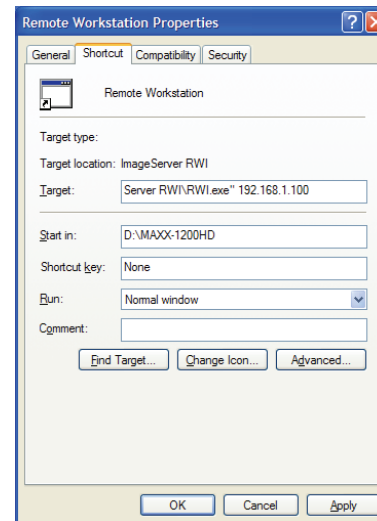 Remote Workstation Properties
General Shortcut Compatibility Security
Remote Workstation
Target type:
Target location: ImageServer RWI
Target: Server RWI\RWI.exe" 192.168.1.100
Start in: D:\MAXX-1200HD
Shortcut key: None
Run: Normal window
Comment:
Find Target... Change Icon... Advanced...
OK Cancel Apply